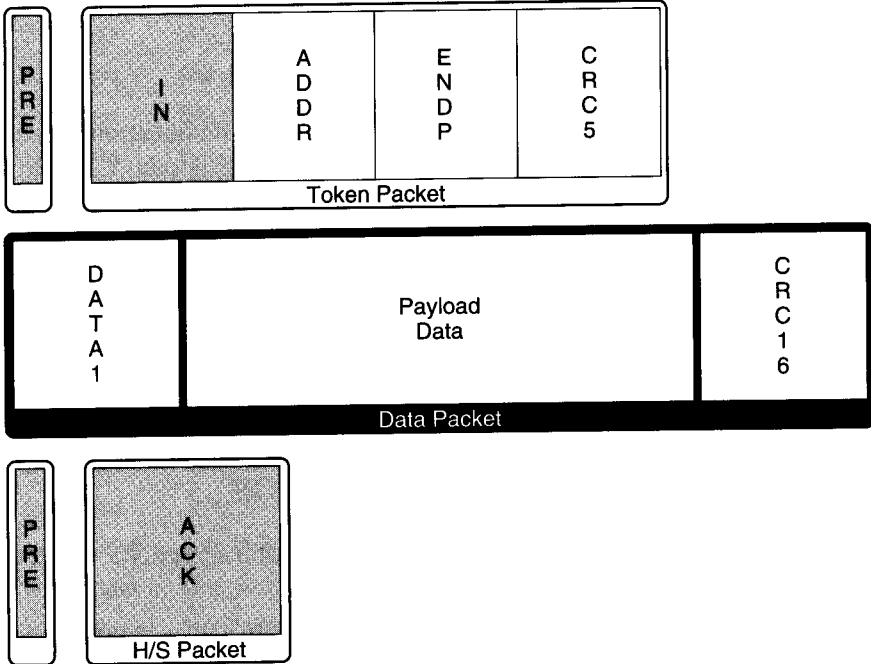 PRE
IN
ADDR
ENDP
CRC5
Token Packet
DATA1
Payload
Data
CRC16
Data Packet
PRE
ACK
H/S Packet